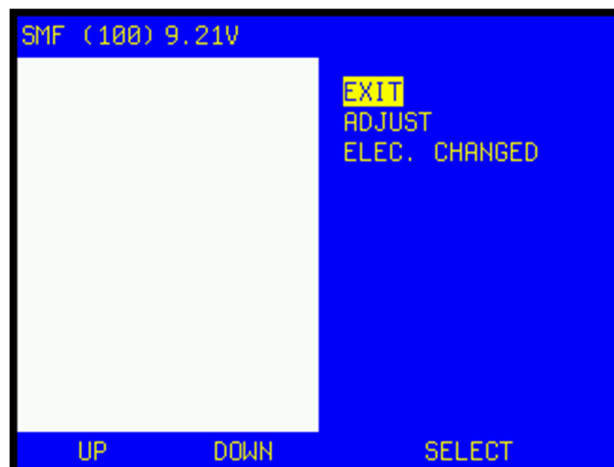 SMF (100) 9.21V
EXIT
ADJUST
ELEC. CHANGED
UP DOWN SELECT